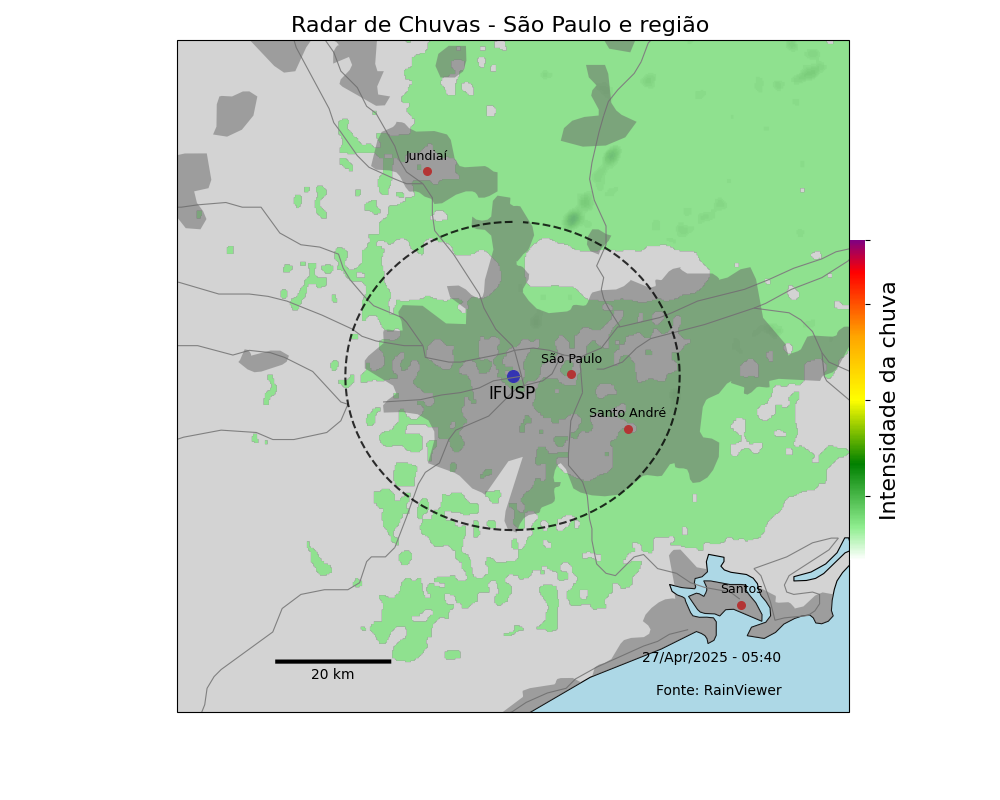 Radar de Chuvas - São Paulo e região
Jundiaí
São Paulo
IFUSP
Santo André
Intensidade da chuva
Santos
27/Apr/2025 - 05:40
20 km
Fonte: RainViewer